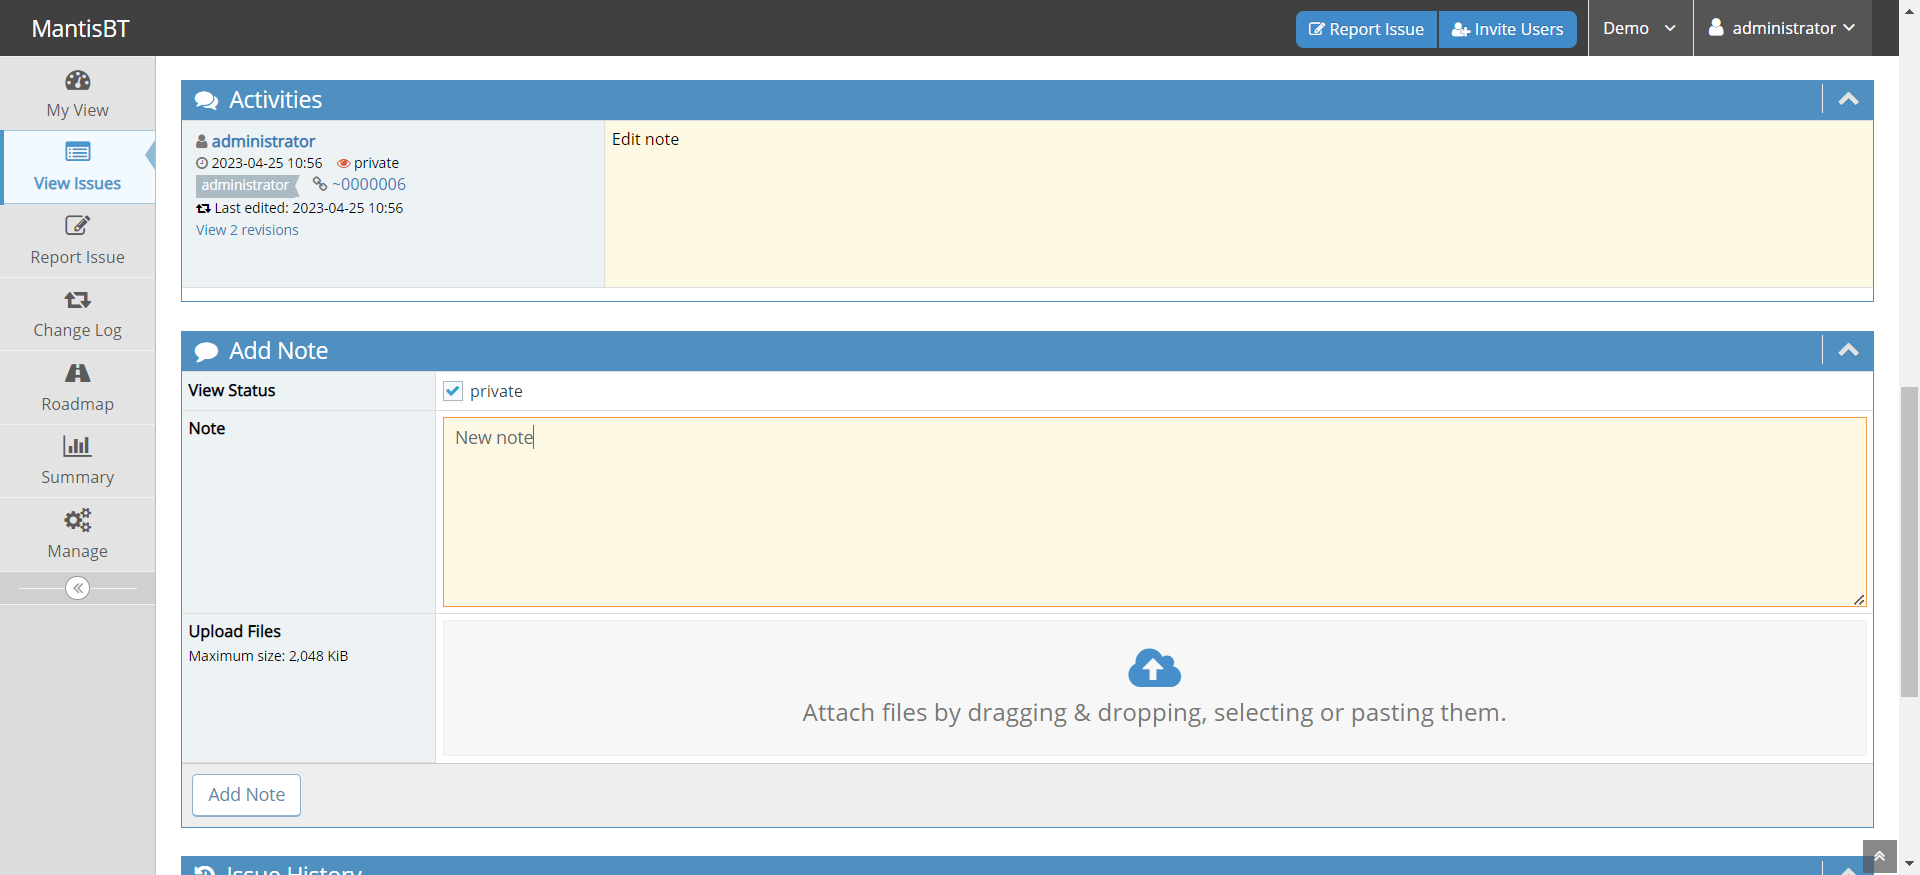 MantisBT
Report Issue
Invite Users
Demo
administrator
My View
View Issues
Report Issue
Change Log
Roadmap
Summary
Manage
Activities
administrator
2023-04-25 10:56 private
administrator ~0000006
Last edited: 2023-04-25 10:56
View 2 revisions
Edit note
Add Note
View Status
private
Note
New note
Upload Files
Maximum size: 2,048 KiB
Attach files by dragging & dropping, selecting or pasting them.
Add Note
Issue History